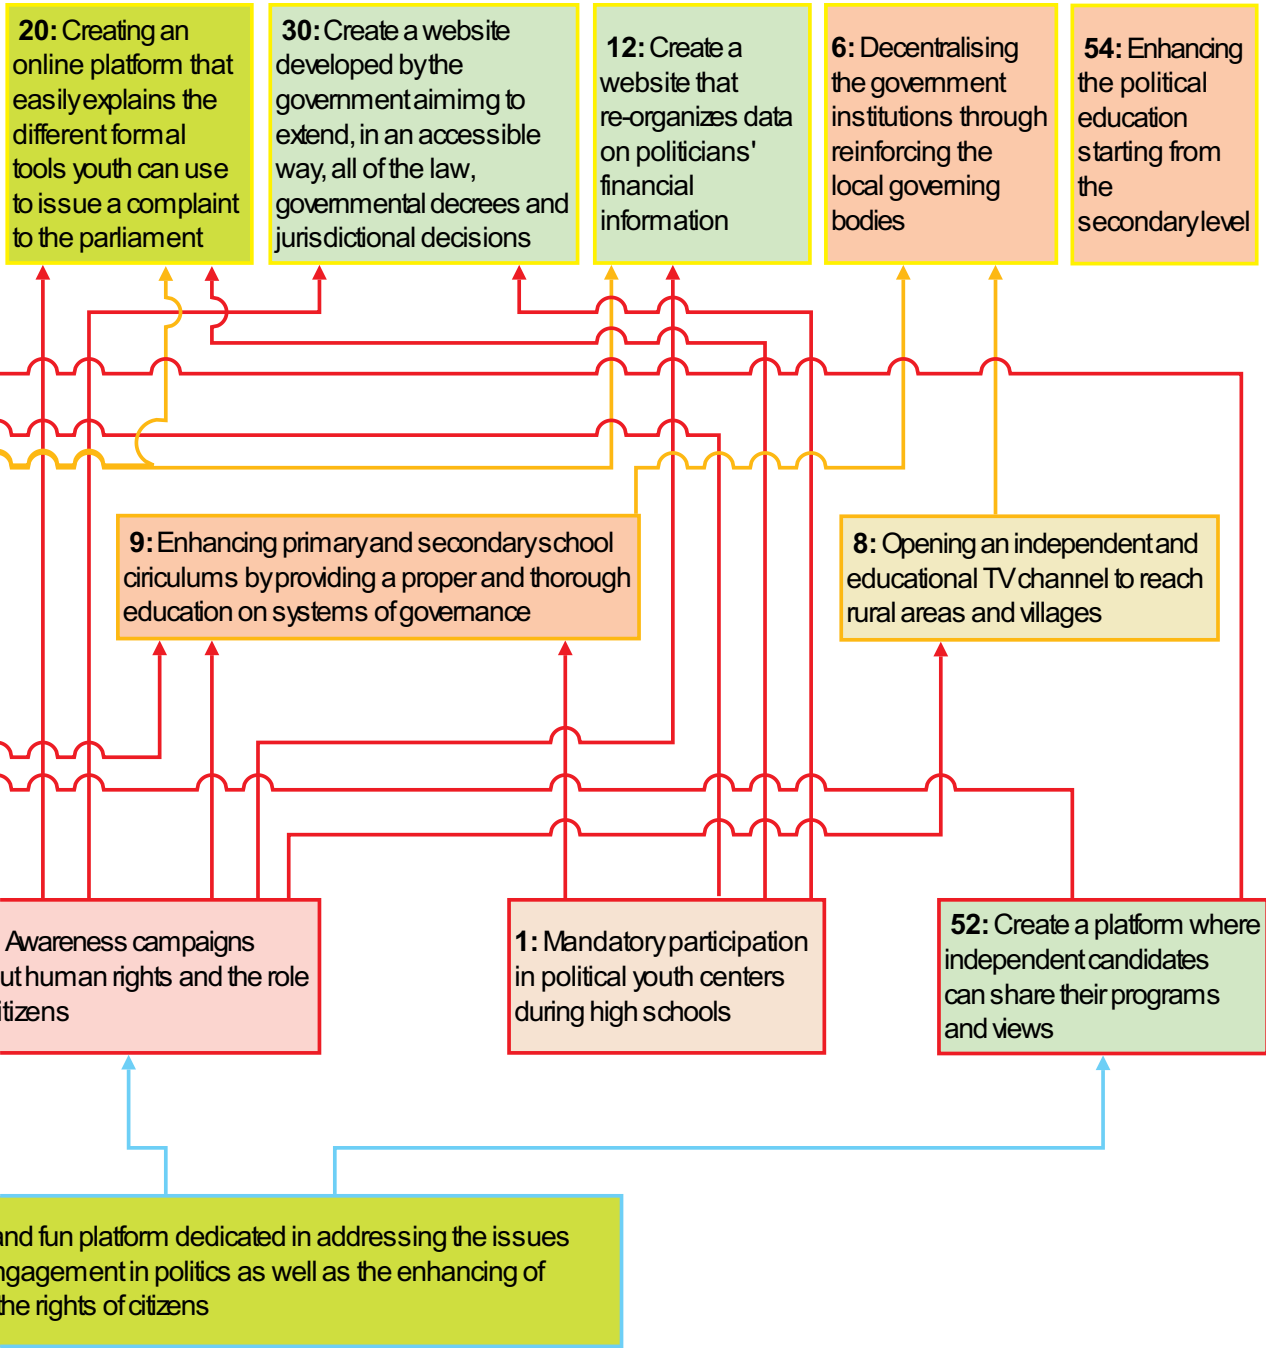 20: Creating an
online platform that
easily explains the
different formal
tools youth can use
to issue a complaint
to the parliament
30: Create a website
developed by the
government aimimg to
extend, in an accessible
way, all of the law,
governmental decrees and
jurisdictional decisions
12: Create a
website that
re-organizes data
on politicians'
financial
information
6: Decentralising
the government
institutions through
reinforcing the
local governing
bodies
54: Enhancing
the political
education
starting from
the
secondary level
9: Enhancing primary and secondary school
ciriculums by providing a proper and thorough
education on systems of governance
8: Opening an independent and
educational TV channel to reach
rural areas and villages
Awareness campaigns
ut human rights and the role
itizens
1: Mandatory participation
in political youth centers
during high schools
52: Create a platform where
independent candidates
can share their programs
and views
and fun platform dedicated in addressing the issues
ngagement in politics as well as the enhancing of
the rights of citizens